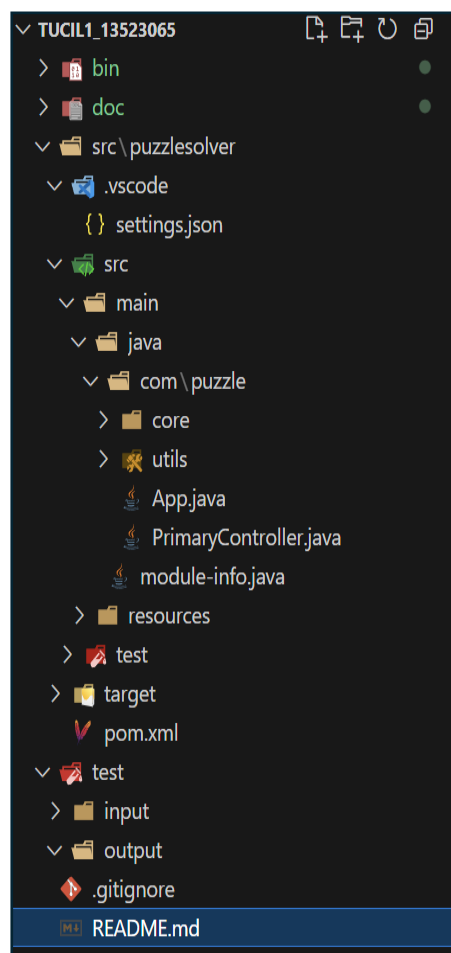 TUCIL1_13523065
bin
doc
src\puzzlesolver
.vscode
{} settings.json
src
main
java
com\puzzle
core
utils
App.java
PrimaryController.java
module-info.java
resources
test
target
pom.xml
test
input
output
.gitignore
README.md